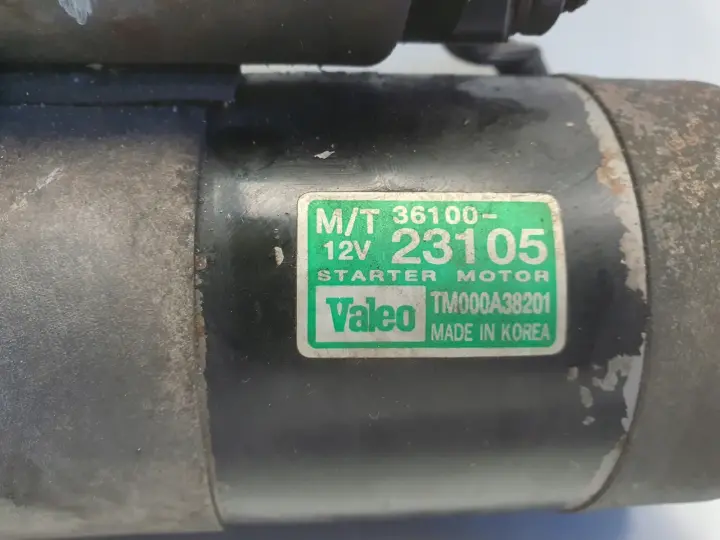 M/T 36100-
12V 23105
STARTER MOTOR
Valeo TM000A38201
MADE IN KOREA